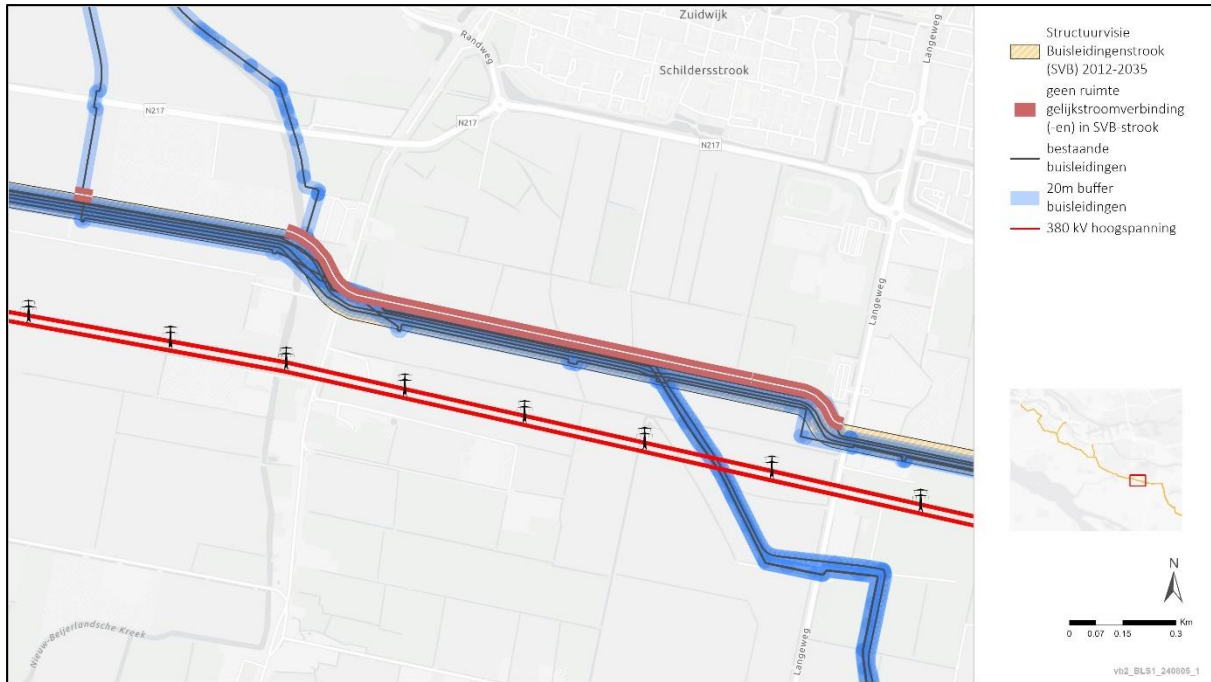 Zuidwijk
Randweg
Langeweg
Schildersstrook
N217
N217
N217
Langeweg
Nieuw-Beijerlandsche-Kreek
Langeweg
Structuurvisie
Buisleidingenstrook
(SVB) 2012-2035
geen ruimte
gelijkstroomverbinding
(-en) in SVB-strook
bestaande
buisleidingen
20m buffer
buisleidingen
380 kV hoogspanning
N
Km
0 0.07 0.15 0.3
vb2_BLS1_240805_1